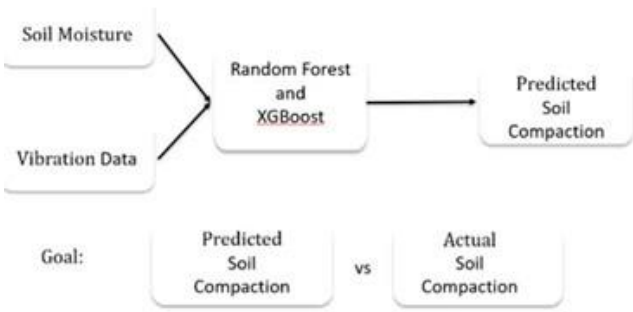 Soil Moisture
Random Forest
and
XGBoost
Predicted
Soil
Compaction
Vibration Data
Goal:
Predicted
Soil
Compaction
vs
Actual
Soil
Compaction